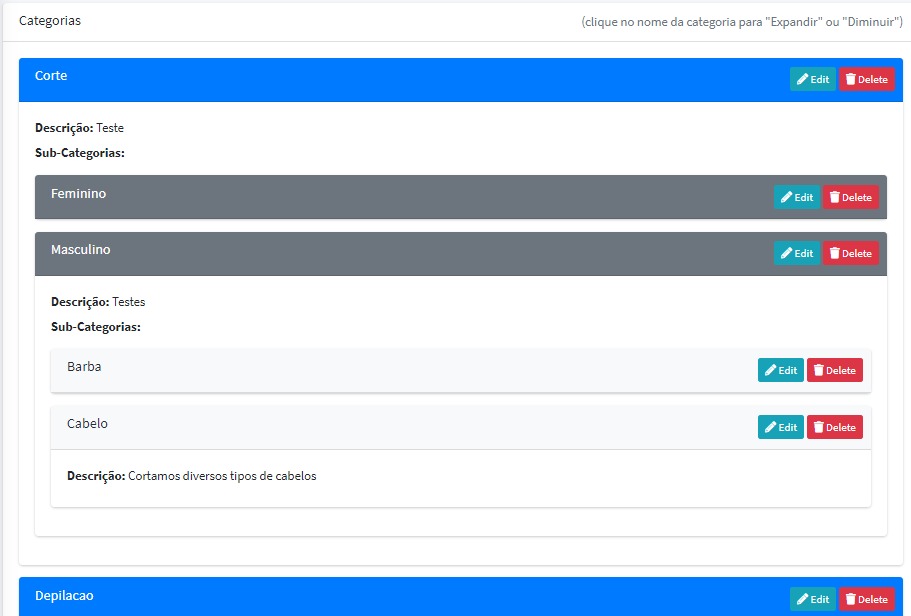 Categorias (clique no nome da categoria para "Expandir" ou "Diminuir")
Corte Edit Delete
Descrição: Teste
Sub-Categorias:
Feminino Edit Delete
Masculino Edit Delete
Descrição: Testes
Sub-Categorias:
Barba Edit Delete
Cabelo Edit Delete
Descrição: Cortamos diversos tipos de cabelos
Depilacao Edit Delete